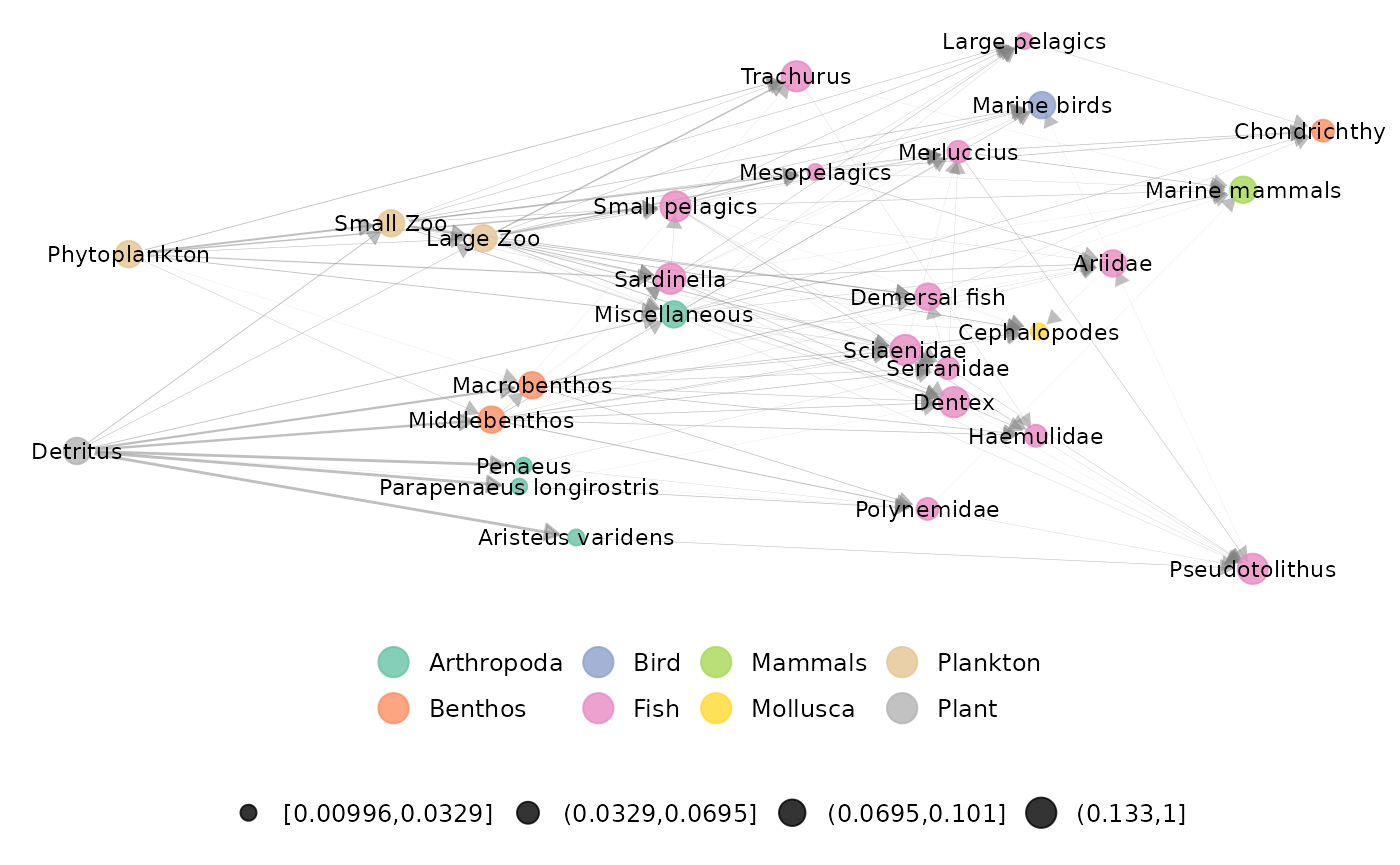 Large pelagics
Trachurus
Marine birds
Chondrichthy
Merluccius
Mesopelagics
Marine mammals
Small pelagics
Small Zoo
Large Zoo
Phytoplankton
Ariidae
Sardinella
Demersal fish
Miscellaneous
Cephalopodes
Sciaenidae
Serranidae
Macrobenthos
Dentex
Middlebenthos
Haemulidae
Detritus
Penaeus
Parapenaeus longirostris
Polynemidae
Aristeus varidens
Pseudotolithus
Arthropoda Bird Mammals Plankton
Benthos Fish Mollusca Plant
[0.00996,0.0329] (0.0329,0.0695] (0.0695,0.101] (0.133,1]